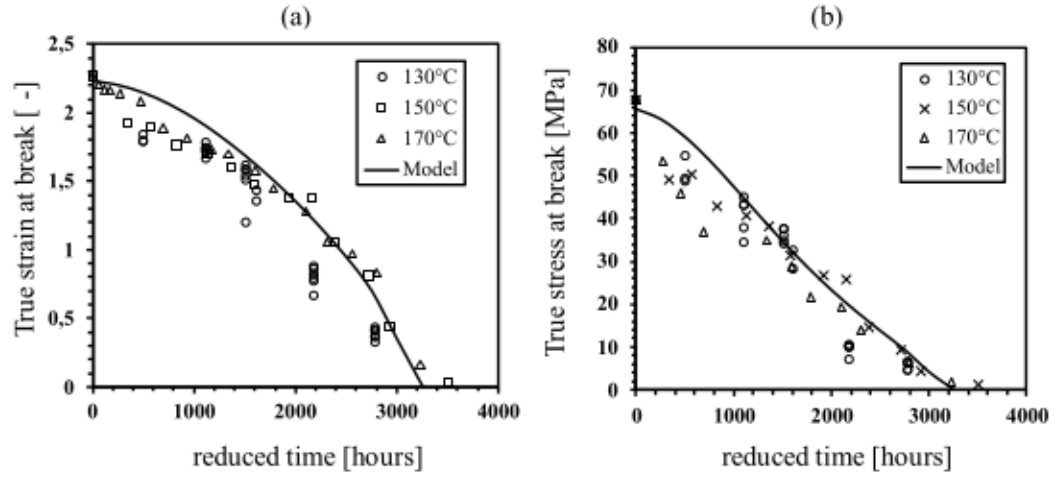 (a)
2,5
2
1,5
1
0,5
0
0
1000
2000
3000
4000
True strain at break [ - ]
reduced time [hours]
130°C
150°C
170°C
Model
(b)
80
70
60
50
40
30
20
10
0
0
1000
2000
3000
4000
True stress at break [MPa]
reduced time [hours]
130°C
150°C
170°C
Model